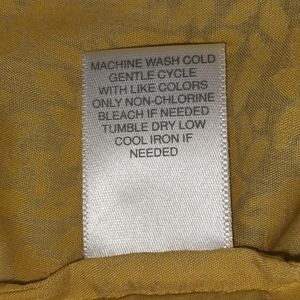 MACHINE WASH COLD
GENTLE CYCLE
WITH LIKE COLORS
ONLY NON-CHLORINE
BLEACH IF NEEDED
TUMBLE DRY LOW
COOL IRON IF
NEEDED